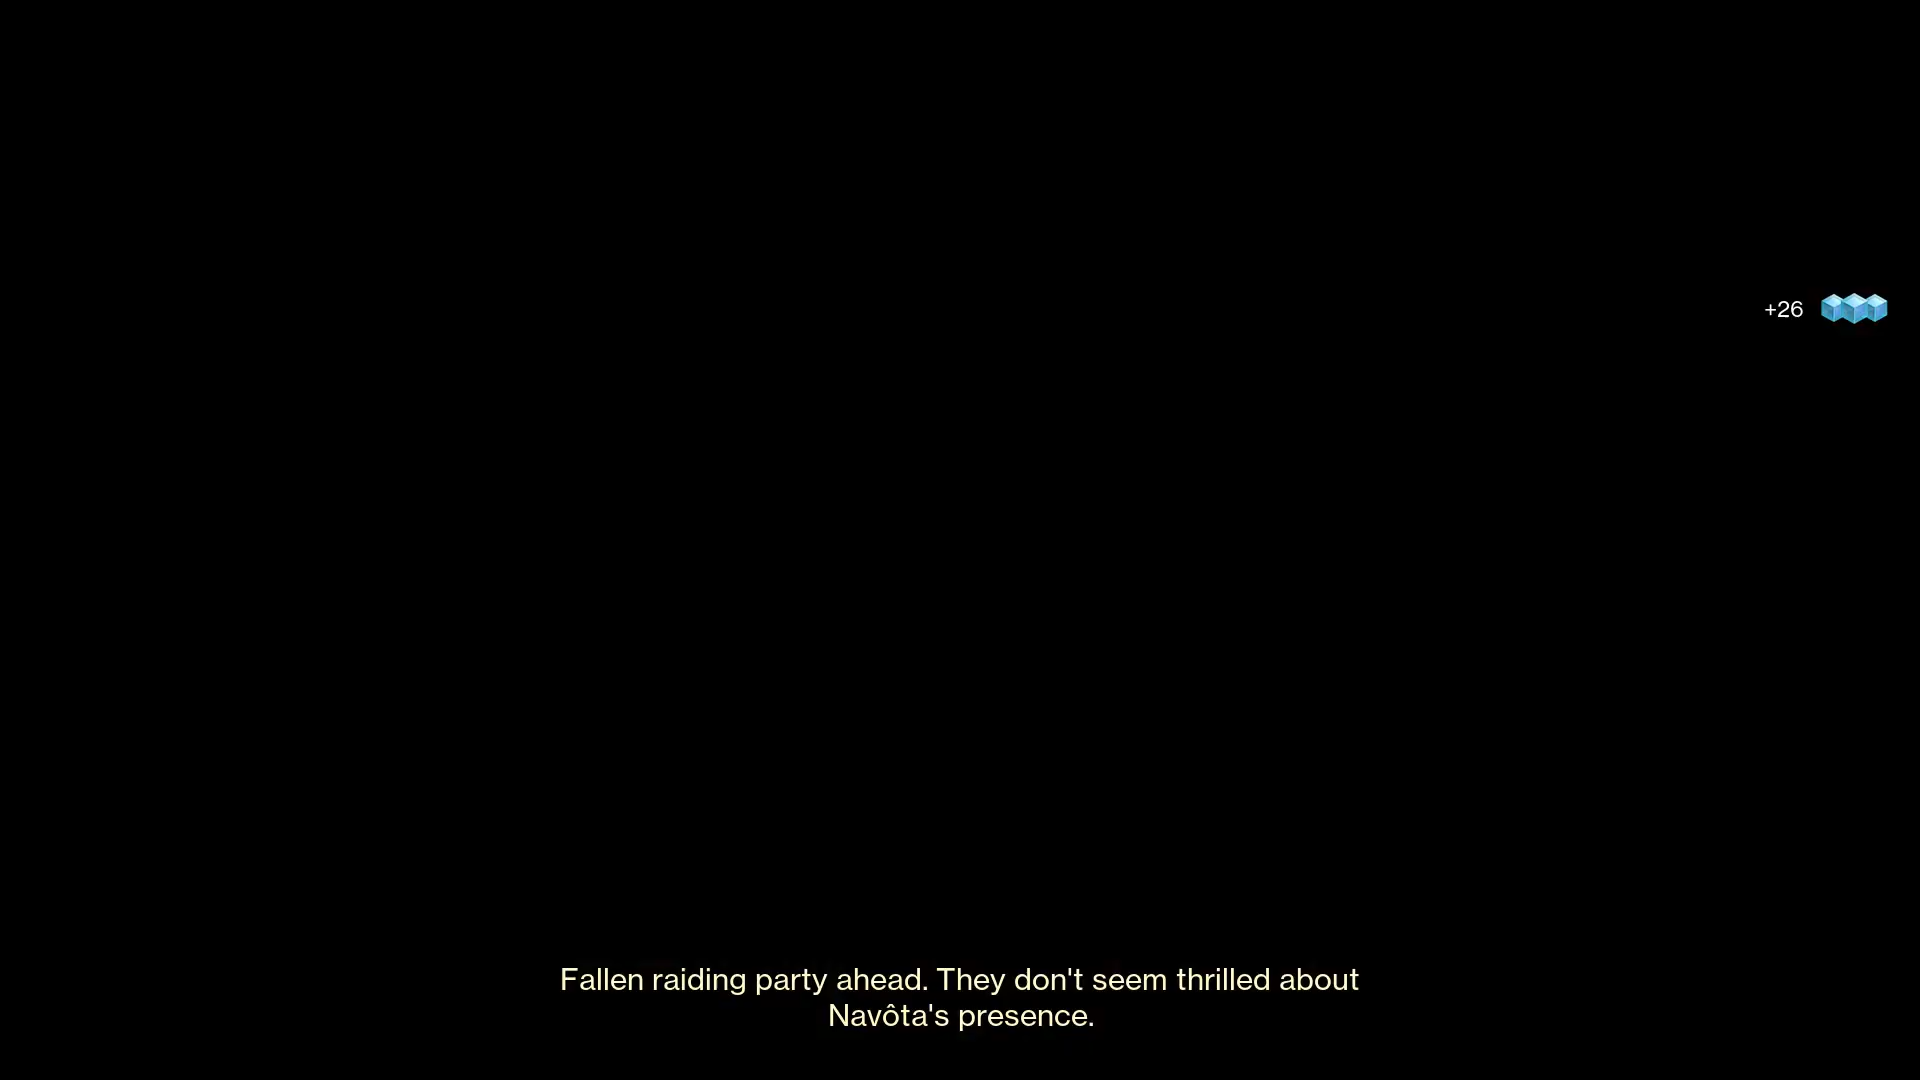 +26
Fallen raiding party ahead. They don't seem thrilled about
Navôta's presence.